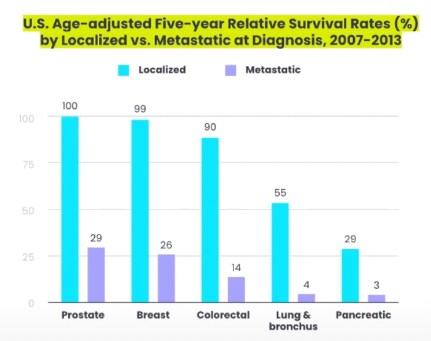 U.S. Age-adjusted Five-year Relative Survival Rates (%)
by Localized vs. Metastatic at Diagnosis, 2007-2013
Localized
Metastatic
100
99
90
55
29
29
26
14
4
3
100
75
50
25
0
Prostate
Breast
Colorectal
Lung &
bronchus
Pancreatic